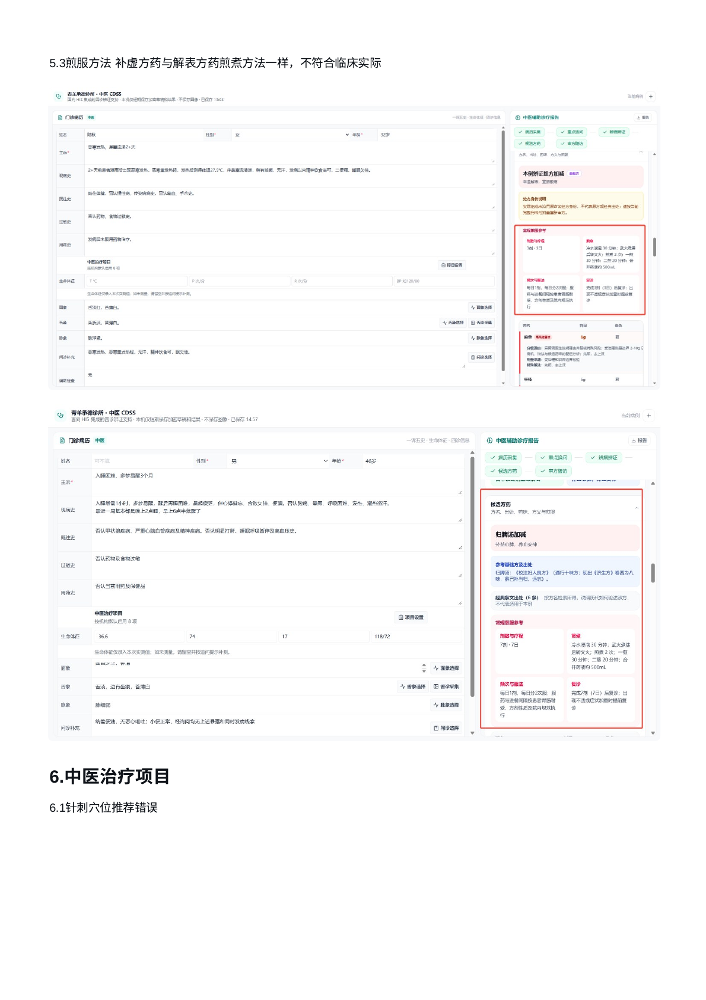 5.3煎服方法 补虚方药与解表方药煎煮方法一样，不符合临床实际
青羊承德诊所·中医 CDSS
面向 HIS 集成的四诊辨证支持 · 本机仅短期保存加密草稿和结果 · 不保存图像 · 已保存 15:03
当前病例
门诊病历 中医
一诉五史 · 生命体征 · 四诊信息
姓名
性别*
女
年龄*
32岁
主诉*
恶寒发热，鼻塞流涕2+天
现病史
2+天前患者淋雨后出现恶寒发热，恶寒重发热轻，发热后测得体温27.5℃，伴鼻塞流清涕，稍有咳嗽，无汗，发病以来精神饮食尚可，二便调，睡眠欠佳。
既往史
既往体健，否认慢性病、传染病病史，否认输血、手术史。
过敏史
否认药物、食物过敏史。
用药史
发病后未服用药物治疗。
中医治疗项目
按机构默认启用 8 项
项目设置
生命体征
T ℃
P 次/分
R 次/分
BP 如120/80
生命体征仅录入本次实测值；如未测量，请留空并按追问提示补测。
面象
舌淡红，苔薄白。
面象选择
舌象
舌质淡，苔薄白。
舌象选择
舌诊采集
脉象
脉浮紧。
脉象选择
问诊补充
恶寒发热，恶寒重发热轻，无汗，精神饮食可，眠欠佳。
问诊选择
辅助检查
无
中医辅助诊疗报告
报告
病历采集
重点追问
辨病辨证
候选方药
审方随访
方名、出处、药味、方义与煎服
本例辨证组方加减
自拟方
辛温解表，宣肺散寒
处方身份说明
实际组成未沿用原命名经方身份，不代表原方或经典出处；请按当前
完整药味与剂量重新审方。
常规煎服参考
剂数与疗程
3剂 · 3日
煎煮
冷水浸泡 30 分钟；武火煮沸
后转文火；煎煮 2 次；一煎
30 分钟；二煎 20 分钟；合
并药液约 500mL
频次与服法
每日1剂，每日分2次服；服
药与进餐间隔按患者胃肠耐
受、方剂性质及院内规范执
行
复诊
完成3剂（3日）后复诊；出
现不适或症状加重时提前复
诊
药名
剂量
角色
麻黄
6g
君
剂量来源：受治理知识库边界校验
特殊煎法：先煎，去上沫
桂枝
6g
君
青羊承德诊所·中医 CDSS
面向 HIS 集成的四诊辨证支持 · 本机仅短期保存加密草稿和结果 · 不保存图像 · 已保存 14:57
当前病例
门诊病历 中医
一诉五史 · 生命体征 · 四诊信息
姓名
可不填
性别*
男
年龄*
46岁
主诉*
入睡困难、多梦易醒3个月
现病史
入睡常需1小时，多梦易醒，醒后再睡困难，晨起疲乏，伴心悸健忘、食欲欠佳、便溏。否认胸痛、晕厥、呼吸困难、发热、潮热盗汗。
最近一周基本都是晚上2点睡，早上6点半就醒了
既往史
否认甲状腺疾病、严重心脑血管疾病及精神疾病。否认明显打鼾、睡眠呼吸暂停及高血压史。
过敏史
否认药物及食物过敏
用药史
否认当前用药及保健品
中医治疗项目
按机构默认启用 8 项
项目设置
生命体征
36.6
74
17
118/72
生命体征仅录入本次实测值；如未测量，请留空并按追问提示补测。
面象
面色少华，神清
面象选择
舌象
舌淡，边有齿痕，苔薄白
舌象选择
舌诊采集
脉象
脉细弱
脉象选择
问诊补充
纳差便溏，无恶心呕吐；小便正常，经询问均无上述暴露和同时发病线索
问诊选择
中医辅助诊疗报告
报告
病历采集
重点追问
辨病辨证
候选方药
审方随访
候选方药
方名、出处、药味、方义与煎服
归脾汤加减
补益心脾，养血安神
参考基础方及出处
归脾汤：《校注妇人良方》（通行十味方；初出《济生方》卷四为八
味，薛己补当归、远志）。
经典条文出处（6 条） 按方名检索所得，说明历代如何论述该方，
不代表适用于本例
常规煎服参考
剂数与疗程
7剂 · 7日
煎煮
冷水浸泡 30 分钟；武火煮沸
后转文火；煎煮 2 次；一煎
30 分钟；二煎 20 分钟；合
并药液约 500mL
频次与服法
每日1剂，每日分2次服；服
药与进餐间隔按患者胃肠耐
受、方剂性质及院内规范执
行
复诊
完成7剂（7日）后复诊；出
现不适或症状加重时提前复
诊
6.中医治疗项目
6.1针刺穴位推荐错误